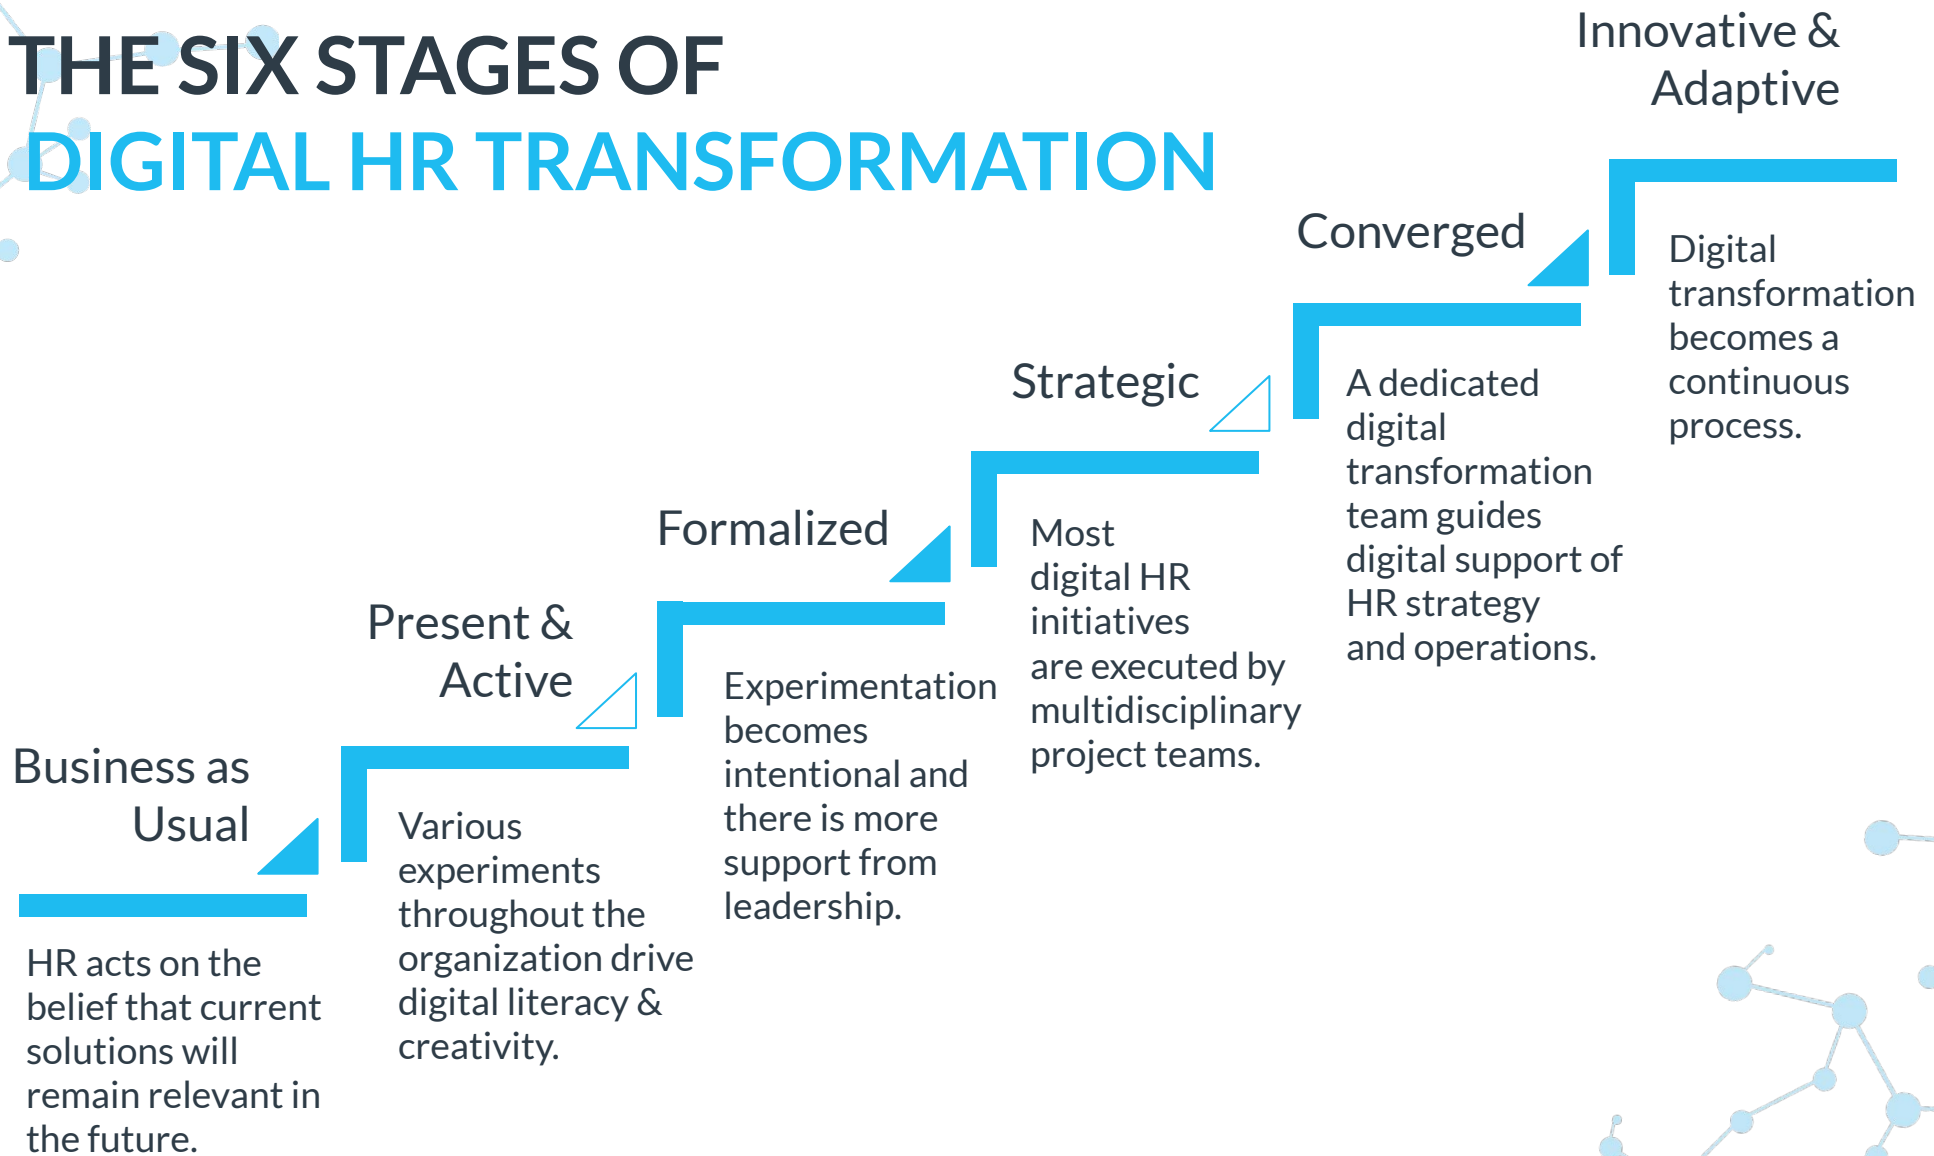 THE SIX STAGES OF
DIGITAL HR TRANSFORMATION
Business as
Usual
HR acts on the
belief that current
solutions will
remain relevant in
the future.
Present &
Active
Various
experiments
throughout the
organization drive
digital literacy &
creativity.
Formalized
Experimentation
becomes
intentional and
there is more
support from
leadership.
Strategic
Most
digital HR
initiatives
are executed by
multidisciplinary
project teams.
Converged
A dedicated
digital
transformation
team guides
digital support of
HR strategy
and operations.
Innovative &
Adaptive
Digital
transformation
becomes a
continuous
process.